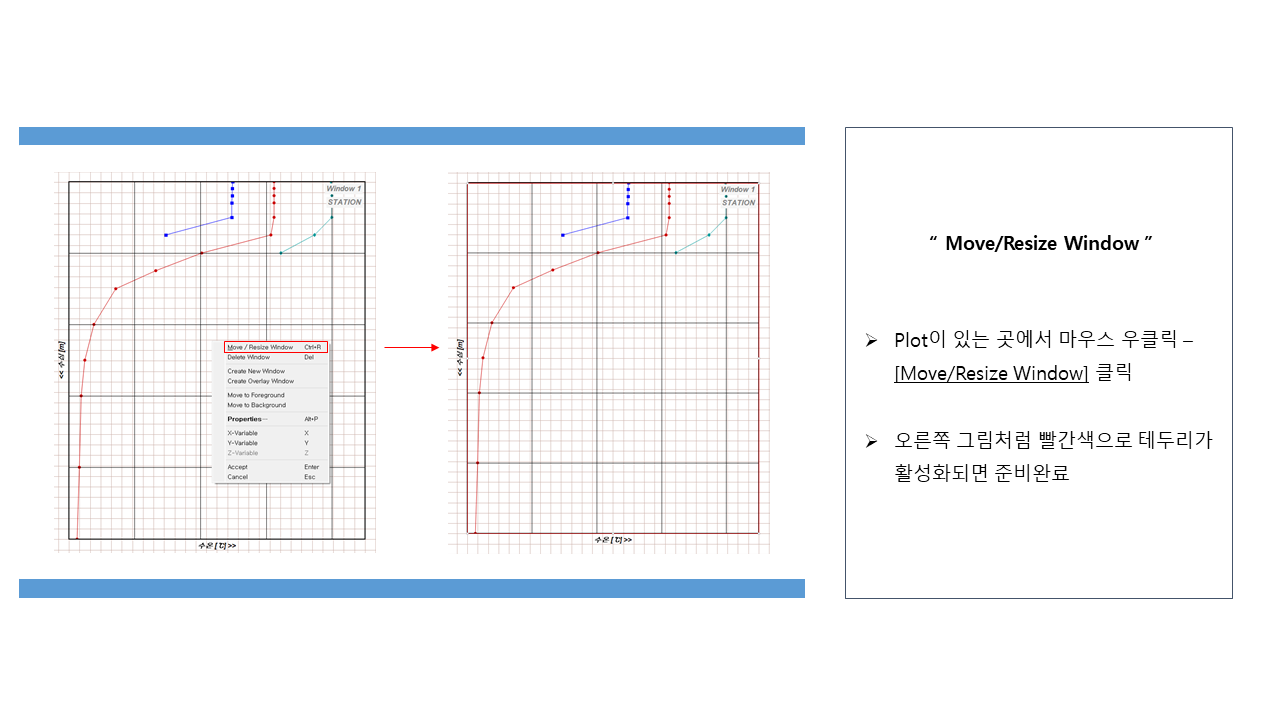 Window 1
STATION
<< 수심 [m]
Move / Resize Window Ctrl+R
Delete Window Del
Create New Window
Create Overlay Window
Move to Foreground
Move to Background
Properties… Alt+P
X-Variable X
Y-Variable Y
Z-Variable Z
Accept Enter
Cancel Esc
수온 [℃] >>
Window 1
STATION
<< 수심 [m]
수온 [℃] >>
“ Move/Resize Window ”
➢ Plot이 있는 곳에서 마우스 우클릭 –
[Move/Resize Window] 클릭
➢ 오른쪽 그림처럼 빨간색으로 테두리가
활성화되면 준비완료